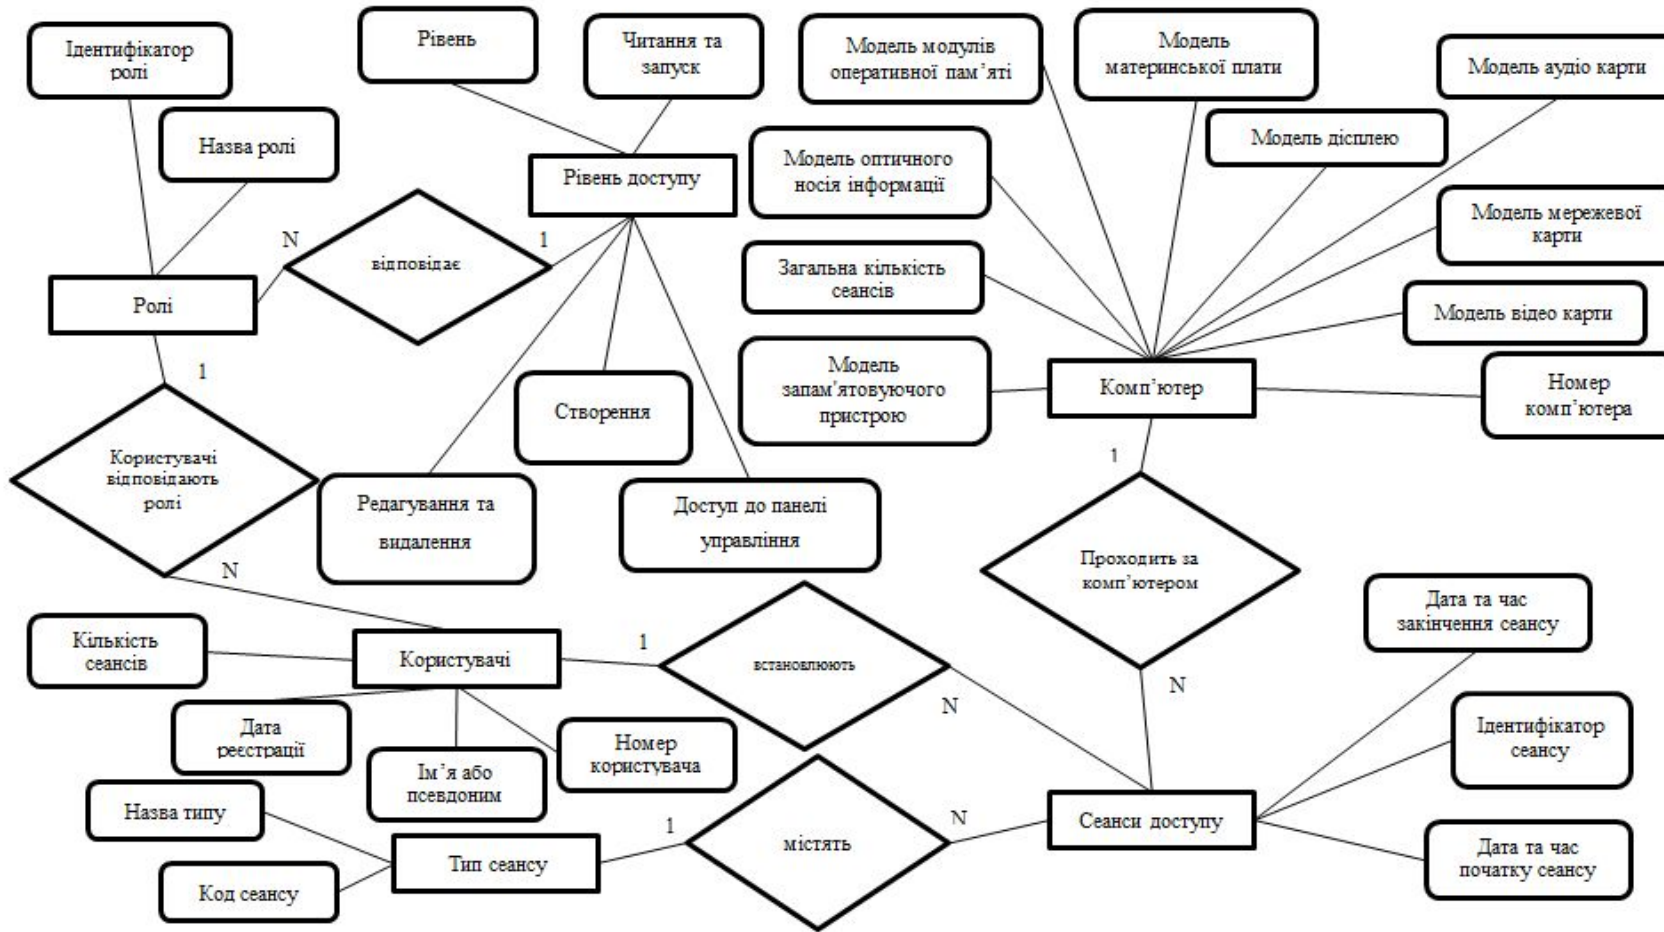 Ідентифікатор
ролі
Рівень
Читання та
запуск
Модель модулів
оперативної пам’яті
Модель
материнської плати
Модель аудіо карти
Назва ролі
Модель дісплею
Модель оптичного
носія інформації
Рівень доступу
Модель мережевої
карти
N
відповідає
1
Загальна кількість
сеансів
Ролі
Модель відео карти
1
Модель
запам'ятовуючого
пристрою
Комп’ютер
Номер
комп’ютера
Створення
Користувачі
відповідають
ролі
1
Редагування та
видалення
Доступ до панелі
управління
N
Проходить за
комп’ютером
Дата та час
закінчення сеансу
Кількість
сеансів
Користувачі
1
встановлюють
N
N
Дата
реєстрації
Номер
користувача
Ідентифікатор
сеансу
Ім’я або
псевдоним
Назва типу
1
N
Сеанси доступу
містять
Тип сеансу
Дата та час
початку сеансу
Код сеансу